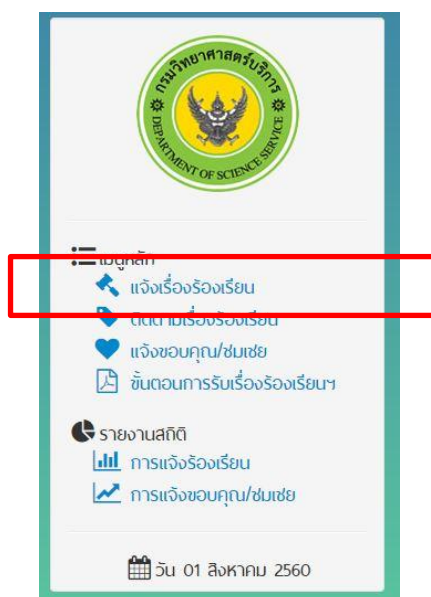 กรมวิทยาศาสตร์บริการ
DEPARTMENT OF SCIENCE SERVICE
เมนูหลัก
แจ้งเรื่องร้องเรียน
ติดตามเรื่องร้องเรียน
แจ้งขอบคุณ/ชมเชย
ขั้นตอนการรับเรื่องร้องเรียนฯ
รายงานสถิติ
การแจ้งร้องเรียน
การแจ้งขอบคุณ/ชมเชย
วัน 01 สิงหาคม 2560